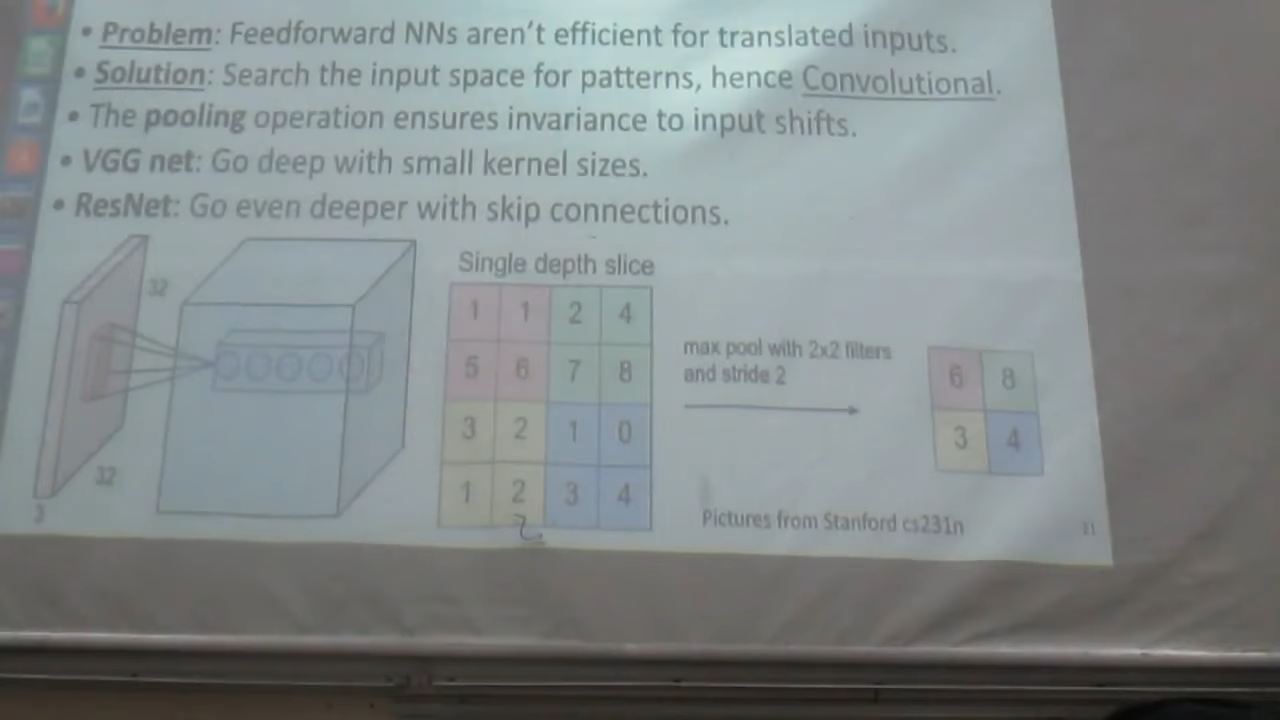 • Problem: Feedforward NNs aren't efficient for translated inputs.
• Solution: Search the input space for patterns, hence Convolutional.
• The pooling operation ensures invariance to input shifts.
• VGG net: Go deep with small kernel sizes.
• ResNet: Go even deeper with skip connections.
32
32
3
Single depth slice
1 1 2 4
5 6 7 8
3 2 1 0
1 2 3 4
max pool with 2x2 filters
and stride 2
6 8
3 4
Pictures from Stanford cs231n
21